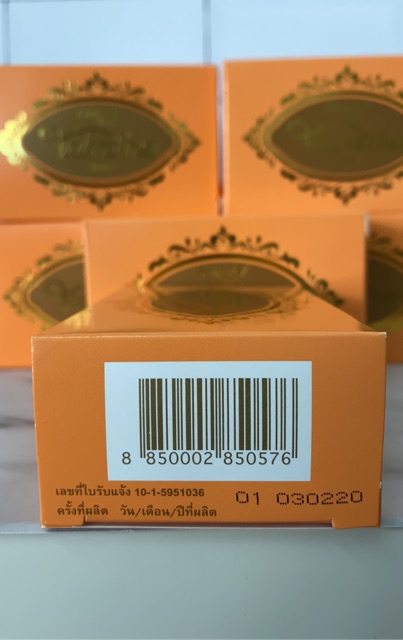 8 850002 850576
เลขที่ใบรับแจ้ง 10-1-5951036
ครั้งที่ผลิต วัน/เดือน/ปีที่ผลิต
01 030220